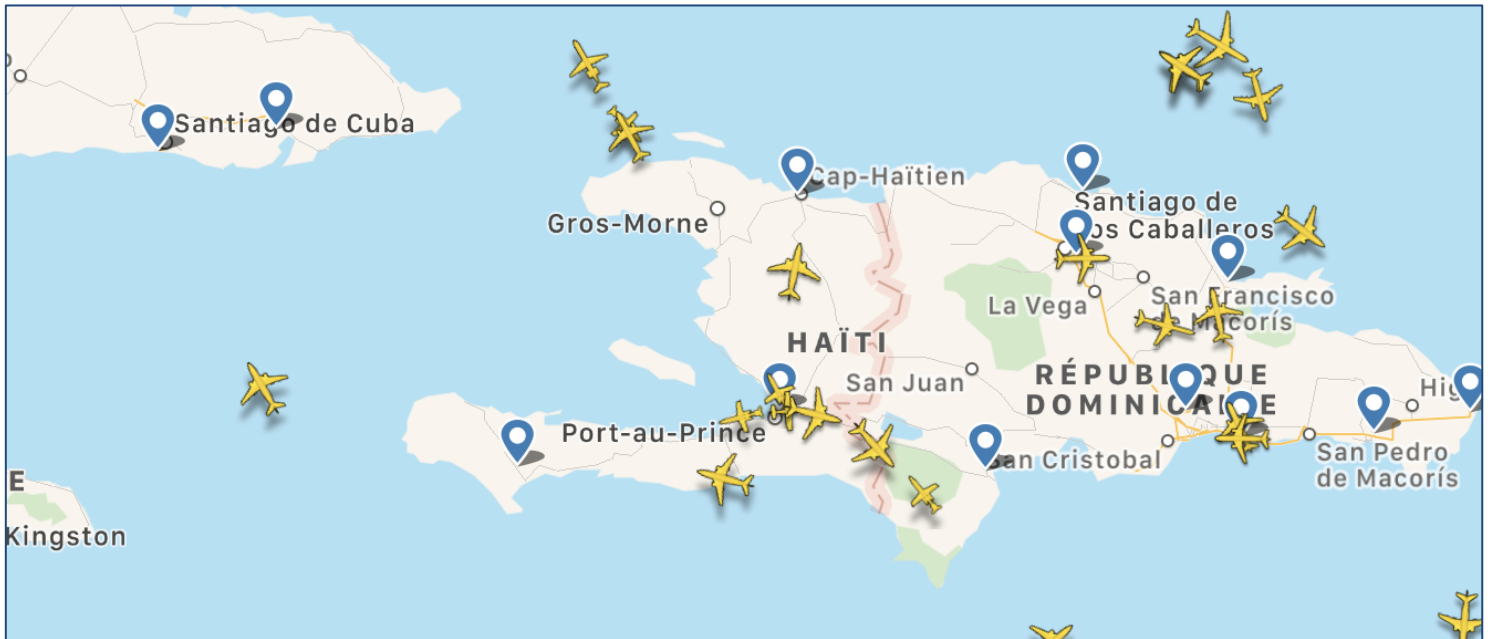 Santiago de Cuba
Cap-Haïtien
Santiago de
los Caballeros
Gros-Morne
La Vega
San Francisco
de Macorís
HAÏTI
San Juan
RÉPUBLIQUE
DOMINICAINE
Hig
Port-au-Prince
San Cristobal
San Pedro
de Macorís
E
Kingston